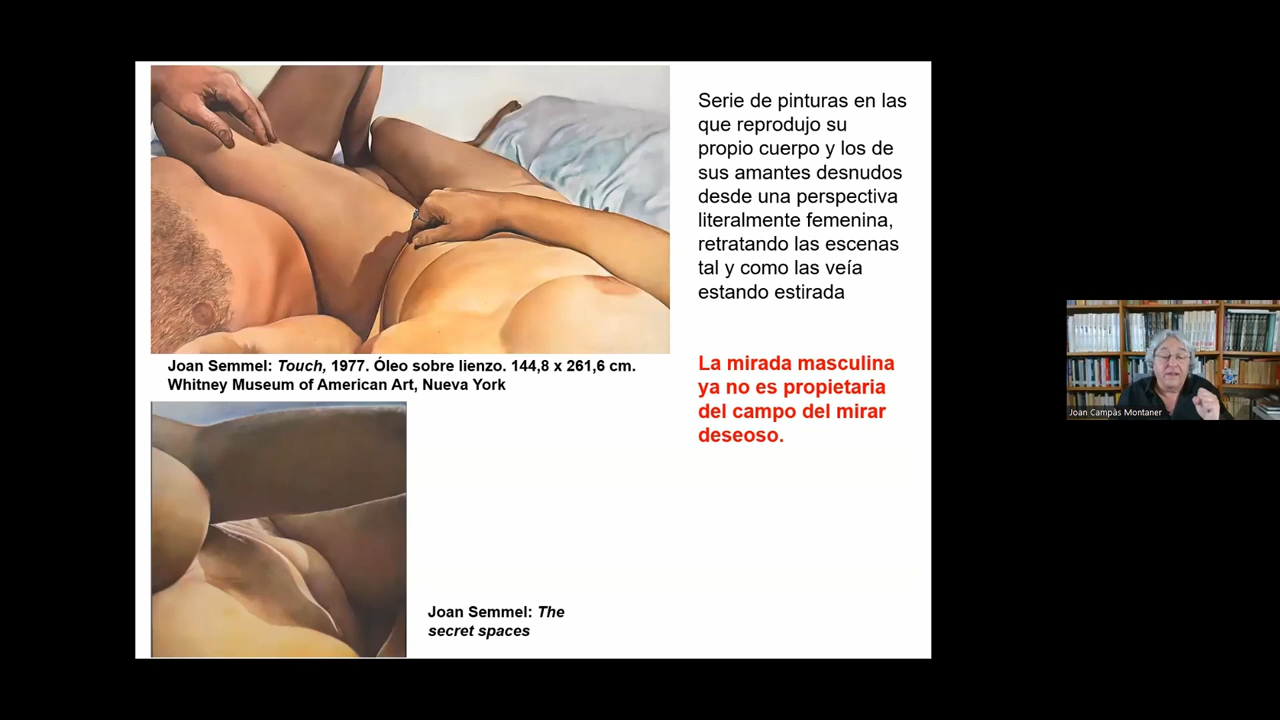 Serie de pinturas en las
que reprodujo su
propio cuerpo y los de
sus amantes desnudos
desde una perspectiva
literalmente femenina,
retratando las escenas
tal y como las veía
estando estirada
La mirada masculina
ya no es propietaria
del campo del mirar
deseoso.
Joan Semmel: Touch, 1977. Óleo sobre lienzo. 144,8 x 261,6 cm.
Whitney Museum of American Art, Nueva York
Joan Semmel: The
secret spaces
Joan Campàs Montaner